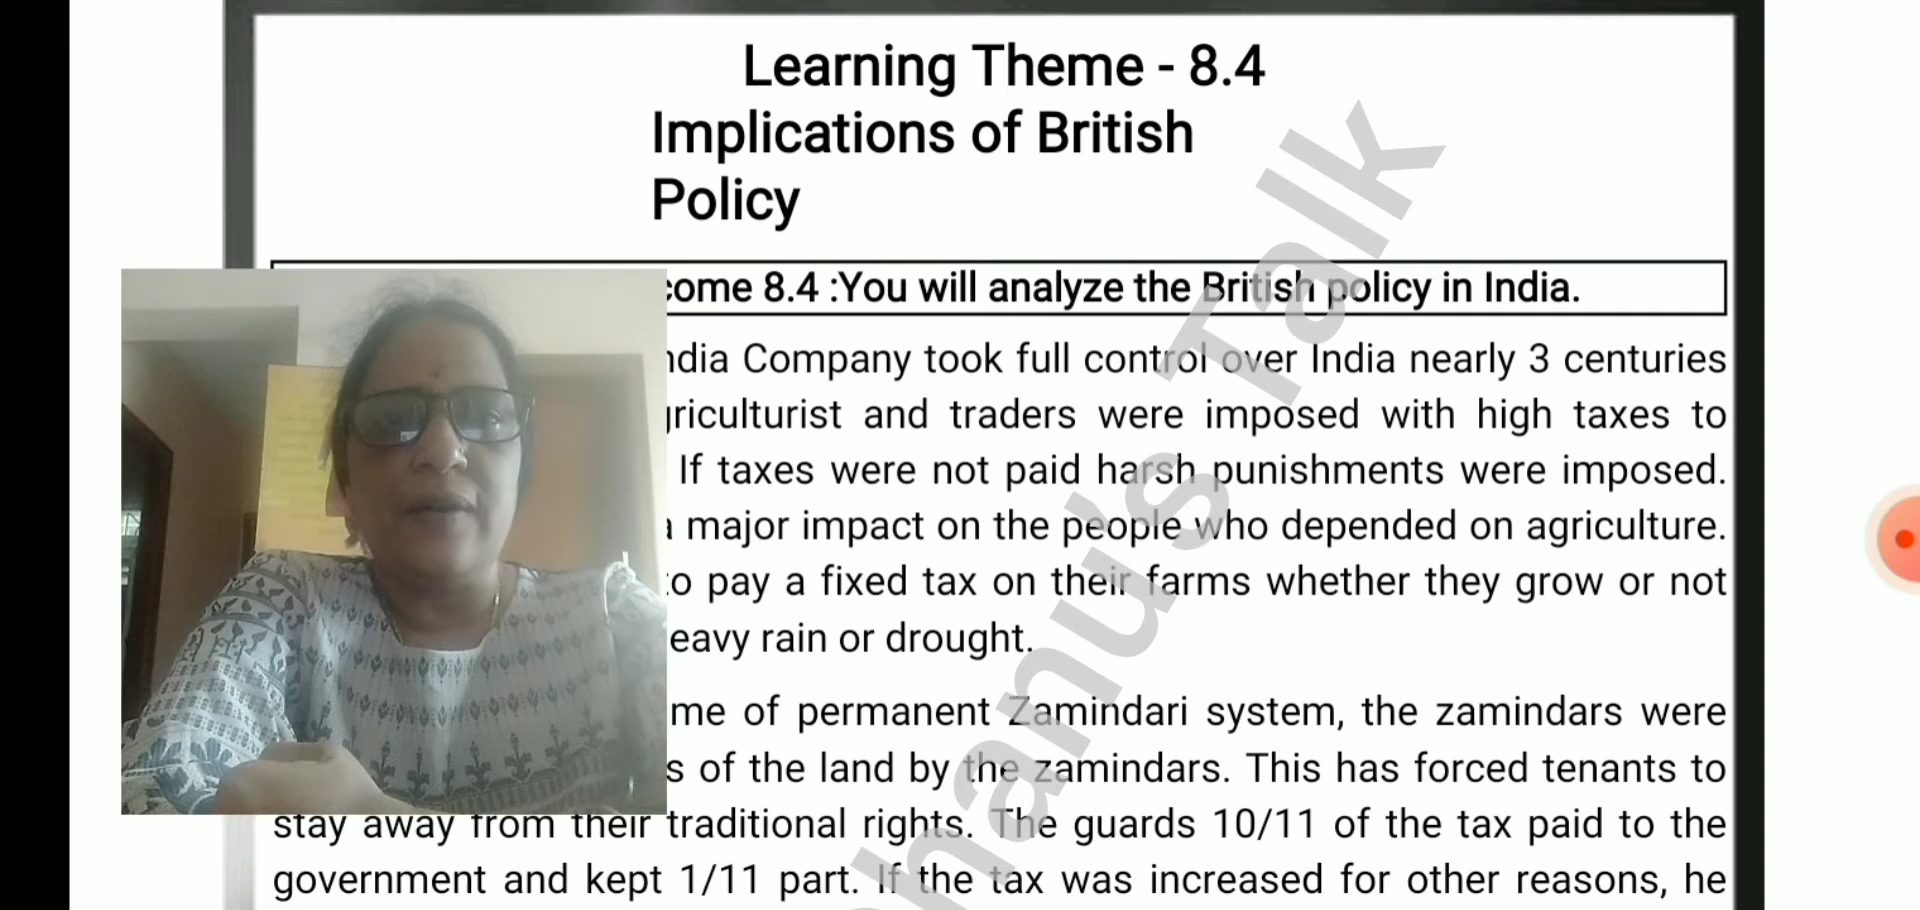 Learning Theme - 8.4
Implications of British
Policy
8.4 :You will analyze the British policy in India.
Company took full control over India nearly 3 centuries
and traders were imposed with high taxes to
If taxes were not paid harsh punishments were imposed.
major impact on the people who depended on agriculture.
pay a fixed tax on their farms whether they grow or not
rain or drought.
of permanent Zamindari system, the zamindars were
of the land by the zamindars. This has forced tenants to
stay away from their traditional rights. The guards 10/11 of the tax paid to the
government and kept 1/11 part. If the tax was increased for other reasons, he
Talk